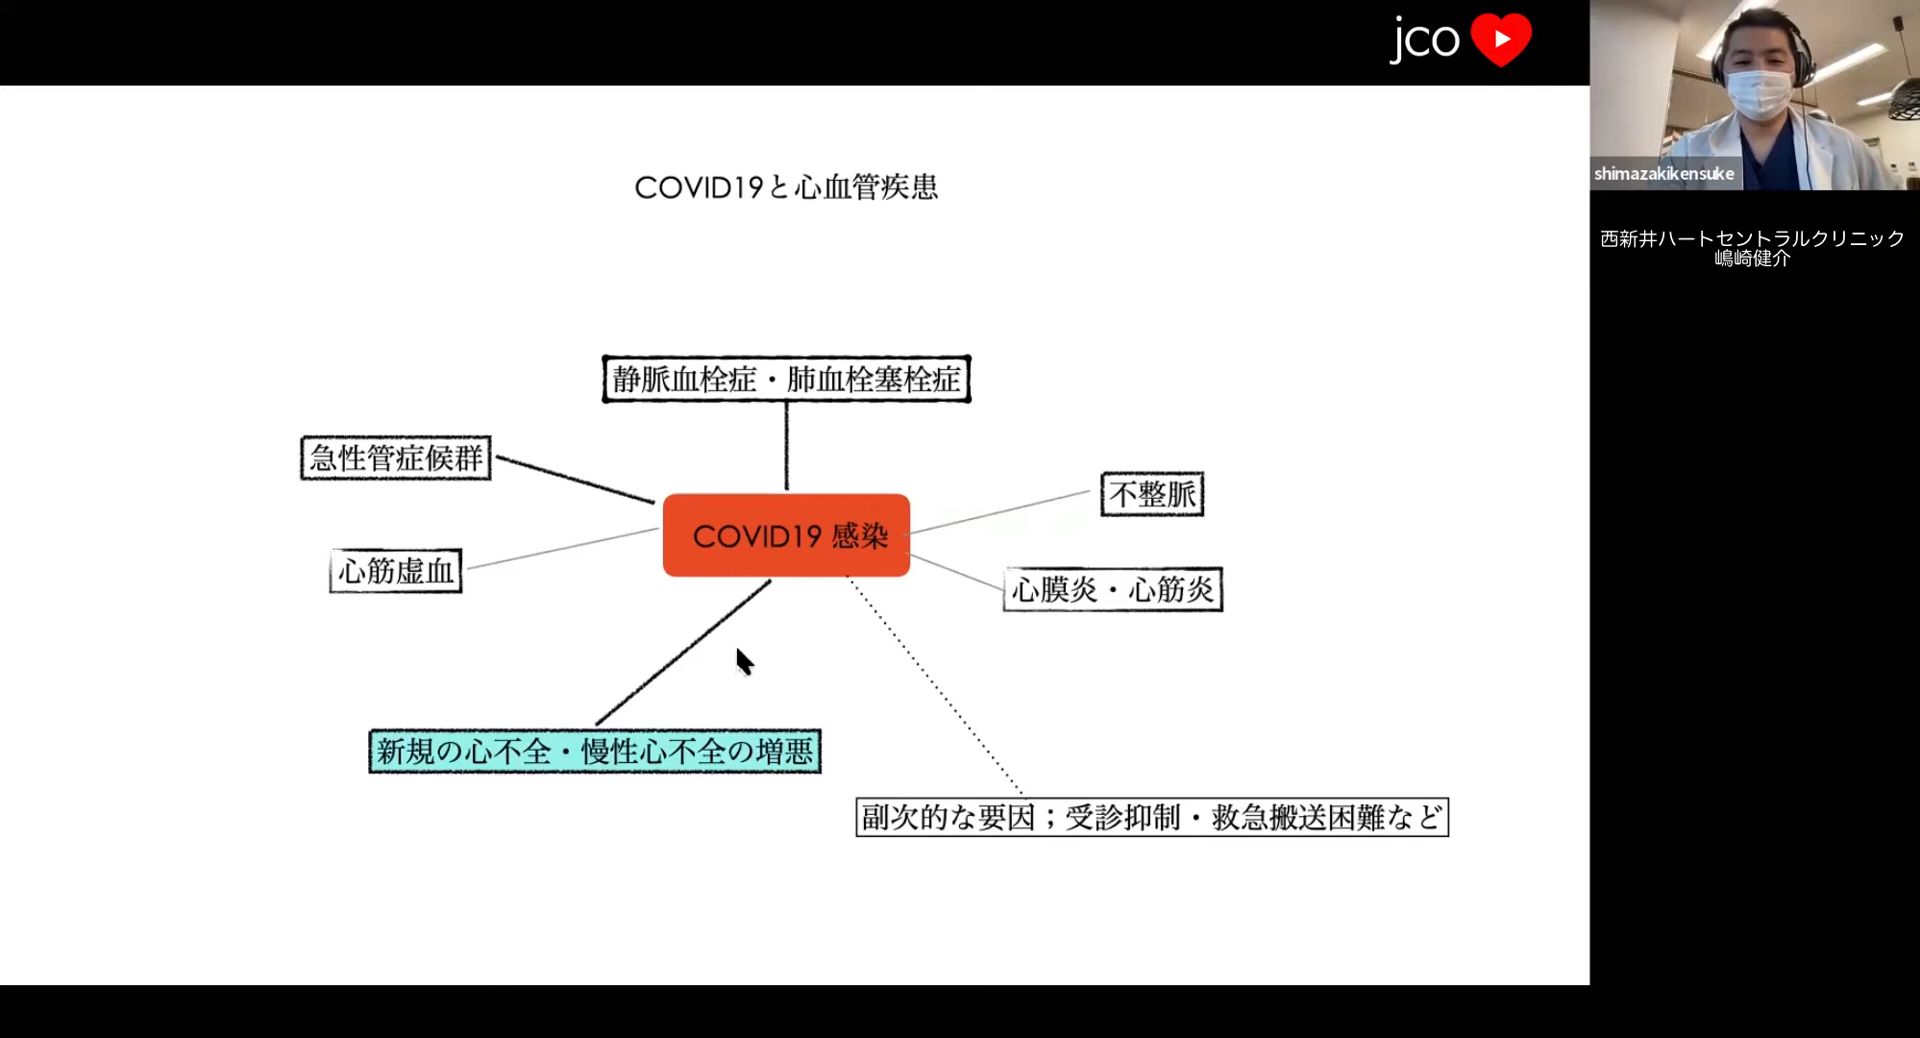 jco
shimazakikensuke
西新井ハートセントラルクリニック
嶋崎健介
COVID19と心血管疾患
静脈血栓症・肺血栓塞栓症
急性管症候群
不整脈
COVID19 感染
心筋虚血
心膜炎・心筋炎
新規の心不全・慢性心不全の増悪
副次的な要因；受診抑制・救急搬送困難など